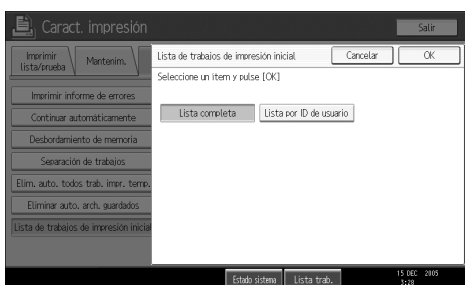 Caract. impresión
Salir
Imprimir
lista/prueba
Mantenim.
Lista de trabajos de impresión inicial
Cancelar
OK
Seleccione un ítem y pulse [OK]
Lista completa
Lista por ID de usuario
Imprimir informe de errores
Continuar automáticamente
Desbordamiento de memoria
Separación de trabajos
Elim. auto. todos trab. impr. temp.
Eliminar auto. arch. guardados
Lista de trabajos de impresión inicial
Estado sistema
Lista trab.
15 DEC 2005
3:28